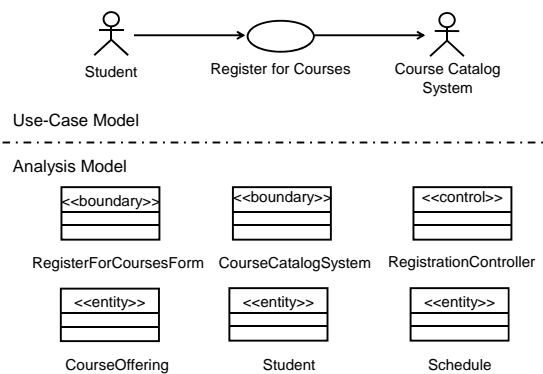 Student
Register for Courses
Course Catalog
System
Use-Case Model
Analysis Model
<<boundary>>
<<boundary>>
<<control>>
RegisterForCoursesForm
CourseCatalogSystem
RegistrationController
<<entity>>
<<entity>>
<<entity>>
CourseOffering
Student
Schedule